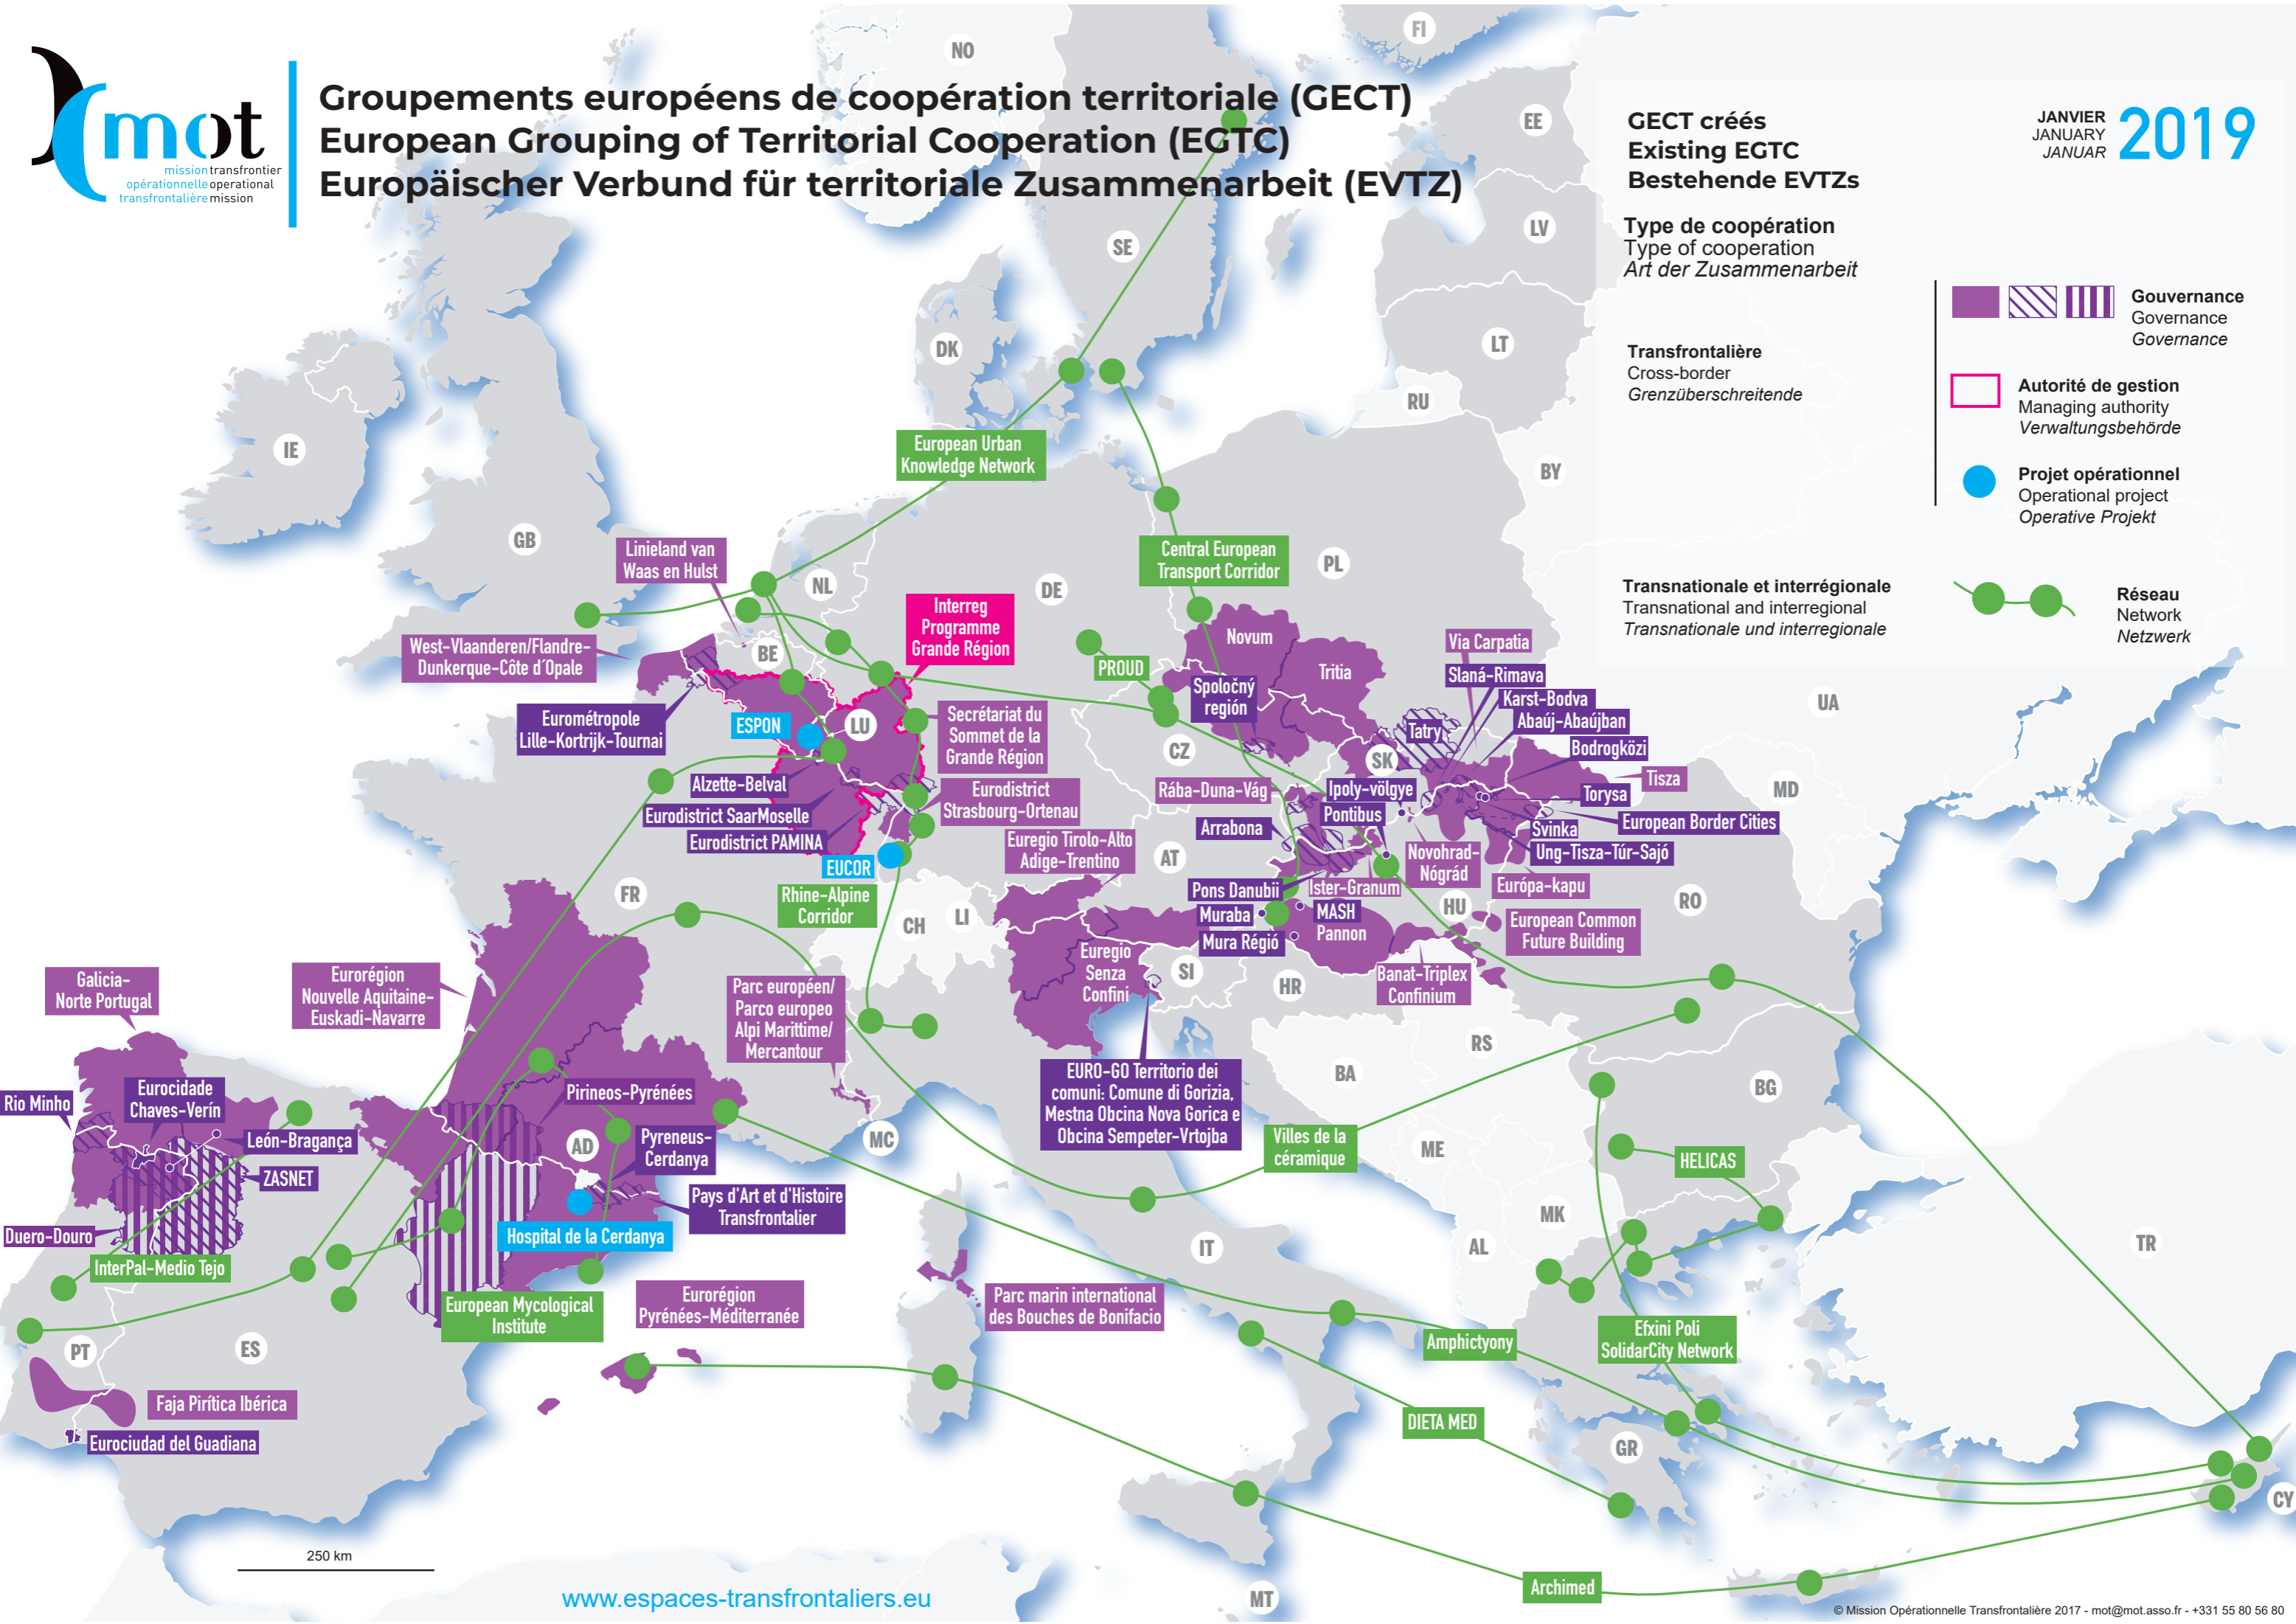 mot
mission transfrontier
opérationnelle operational
transfrontalière mission
Groupements européens de coopération territoriale (GECT)
European Grouping of Territorial Cooperation (EGTC)
Europäischer Verbund für territoriale Zusammenarbeit (EVTZ)
GECT créés
Existing EGTC
Bestehende EVTZs
JANVIER
JANUARY
JANUAR
2019
Type de coopération
Type of cooperation
Art der Zusammenarbeit
Transfrontalière
Cross-border
Grenzüberschreitende
Gouvernance
Governance
Governance
Autorité de gestion
Managing authority
Verwaltungsbehörde
Projet opérationnel
Operational project
Operative Projekt
Transnationale et interrégionale
Transnational and interregional
Transnationale und interregionale
Réseau
Network
Netzwerk
NO
FI
EE
SE
LV
DK
LT
RU
IE
BY
European Urban
Knowledge Network
GB
Linieland van
Waas en Hulst
NL
DE
Central European
Transport Corridor
PL
Interreg
Programme
Grande Région
West-Vlaanderen/Flandre-
Dunkerque-Côte d'Opale
BE
PROUD
Novum
Tritia
Via Carpatia
Slaná-Rimava
Karst-Bodva
Abaúj-Abaújban
Bodrogközi
Spoločný
región
Tatry
UA
Eurométropole
Lille-Kortrijk-Tournai
ESPON
LU
Secrétariat du
Sommet de la
Grande Région
CZ
SK
Tisza
MD
Alzette-Belval
Eurodistrict
Strasbourg-Ortenau
Rába-Duna-Vág
Ipoly-völgye
Torysa
Eurodistrict SaarMoselle
Pontibus
European Border Cities
Eurodistrict PAMINA
Euregio Tirolo-Alto
Adige-Trentino
AT
Arrabona
Svinka
Ung-Tisza-Túr-Sajó
EUCOR
Novohrad-
Nógrád
FR
Rhine-Alpine
Corridor
Pons Danubii
Ister-Granum
Európa-kapu
CH
LI
Muraba
MASH
HU
RO
Mura Régió
Pannon
European Common
Future Building
Euregio
Senza
Confini
SI
HR
Banat-Triplex
Confinium
Galicia-
Norte Portugal
Eurorégion
Nouvelle Aquitaine-
Euskadi-Navarre
Parc européen/
Parco europeo
Alpi Marittime/
Mercantour
RS
BA
BG
EURO-GO Territorio dei
comuni: Comune di Gorizia,
Mestna Obcina Nova Gorica e
Obcina Sempeter-Vrtojba
Rio Minho
Eurocidade
Chaves-Verín
Pirineos-Pyrénées
León-Bragança
AD
Pyreneus-
Cerdanya
MC
Villes de la
céramique
ME
HELICAS
ZASNET
Pays d'Art et d'Histoire
Transfrontalier
MK
Duero-Douro
Hospital de la Cerdanya
IT
AL
TR
InterPal-Medio Tejo
European Mycological
Institute
Eurorégion
Pyrénées-Méditerranée
Parc marin international
des Bouches de Bonifacio
Amphictyony
Efxini Poli
SolidarCity Network
PT
ES
Faja Pirítica Ibérica
DIETA MED
Eurociudad del Guadiana
GR
CY
250 km
www.espaces-transfrontaliers.eu
MT
Archimed
© Mission Opérationnelle Transfrontalière 2017 - mot@mot.asso.fr - +331 55 80 56 80